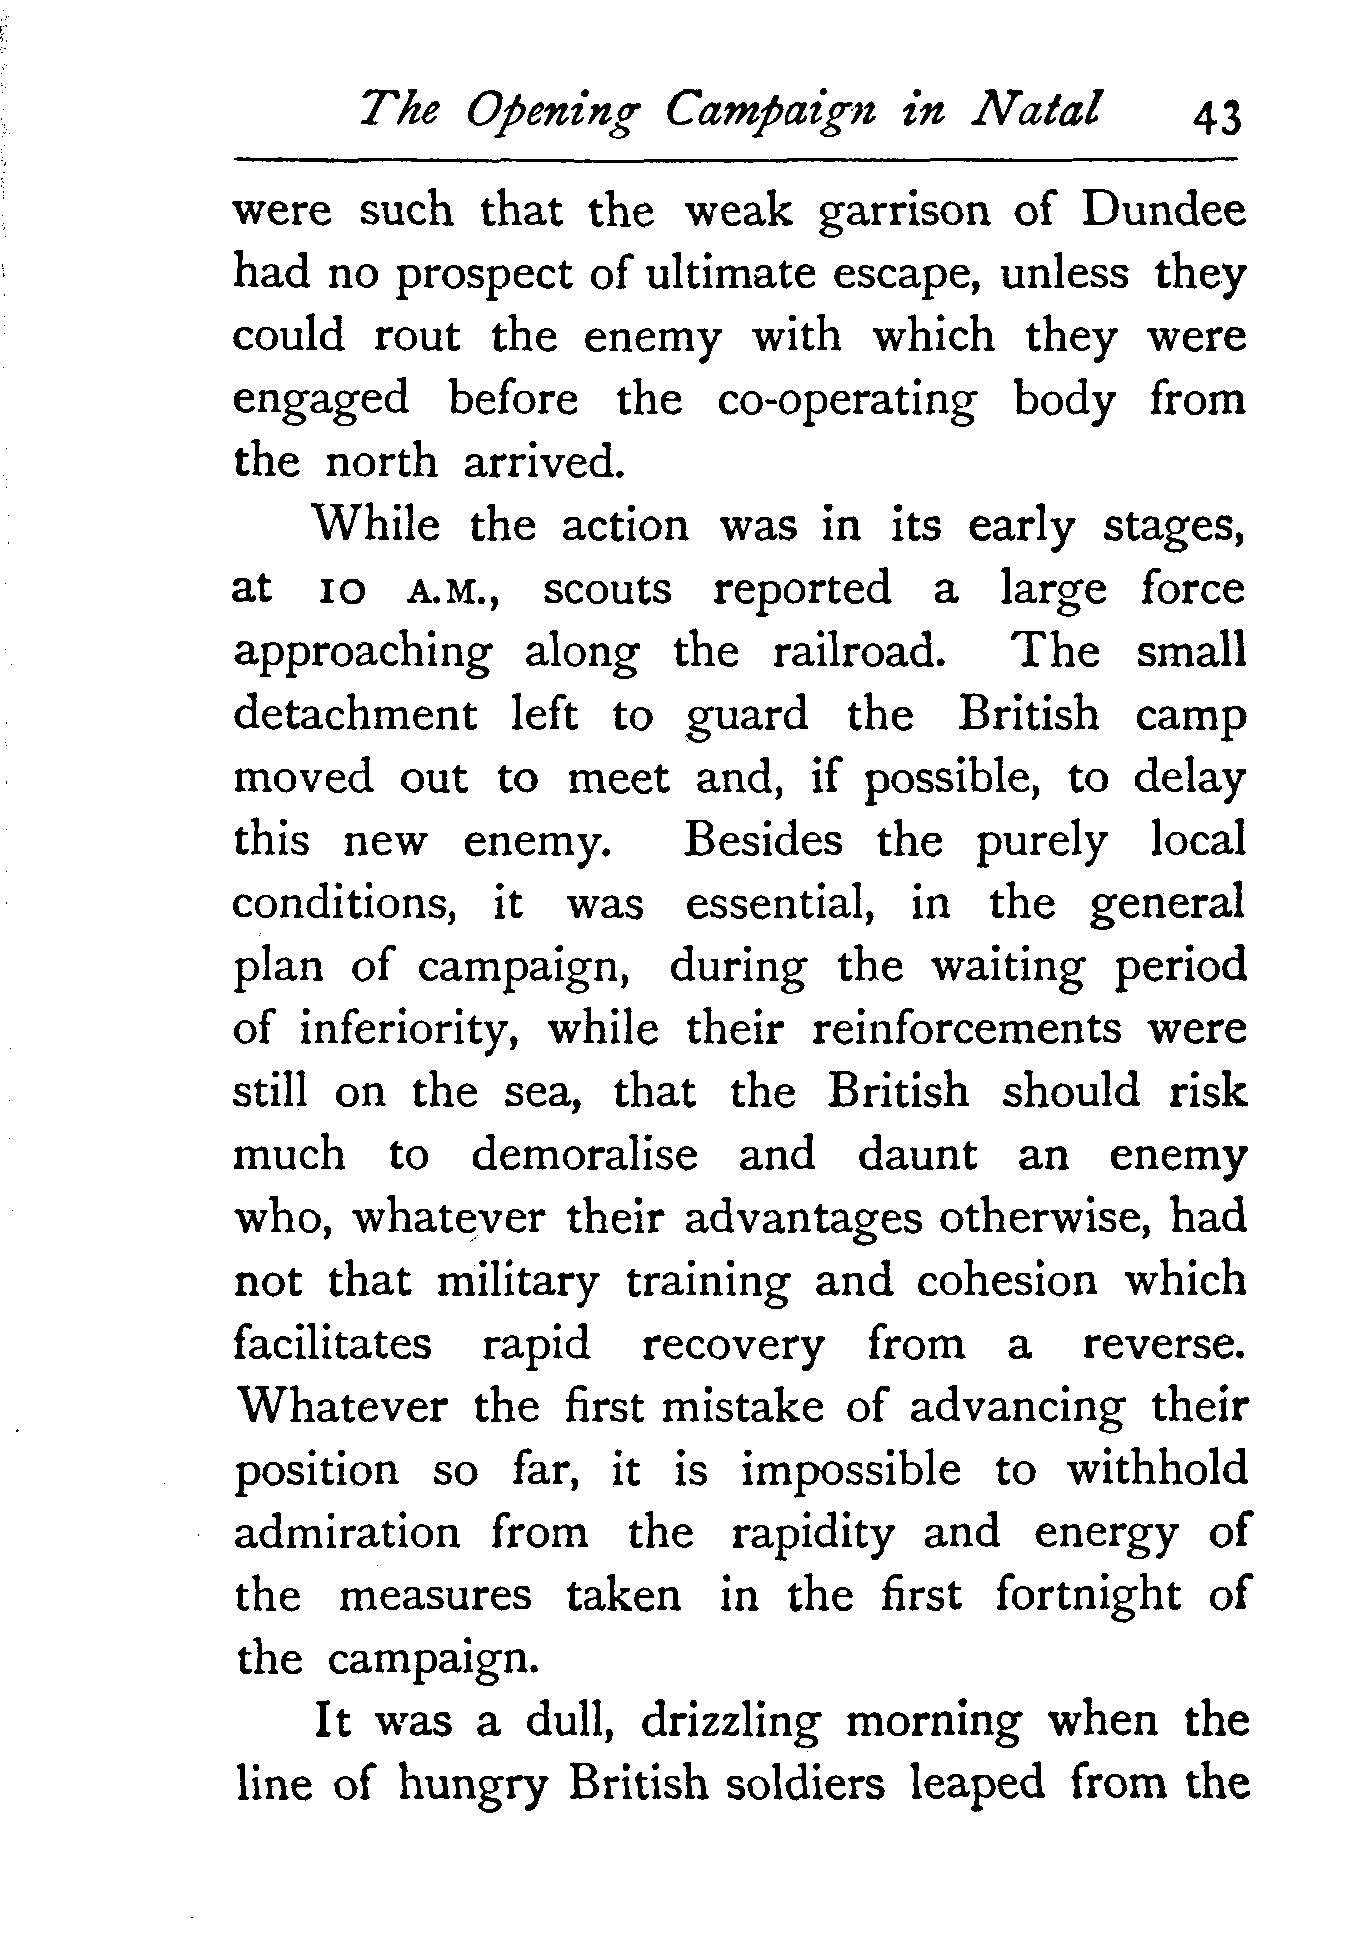 The Opening Campaign in Natal 43
were such that the weak garrison of Dundee
had no prospect of ultimate escape, unless they
could rout the enemy with which they were
engaged before the co-operating body from
the north arrived.
While the action was in its early stages,
at 10 A.M., scouts reported a large force
approaching along the railroad. The small
detachment left to guard the British camp
moved out to meet and, if possible, to delay
this new enemy. Besides the purely local
conditions, it was essential, in the general
plan of campaign, during the waiting period
of inferiority, while their reinforcements were
still on the sea, that the British should risk
much to demoralise and daunt an enemy
who, whatever their advantages otherwise, had
not that military training and cohesion which
facilitates rapid recovery from a reverse.
Whatever the first mistake of advancing their
position so far, it is impossible to withhold
admiration from the rapidity and energy of
the measures taken in the first fortnight of
the campaign.
It was a dull, drizzling morning when the
line of hungry British soldiers leaped from the